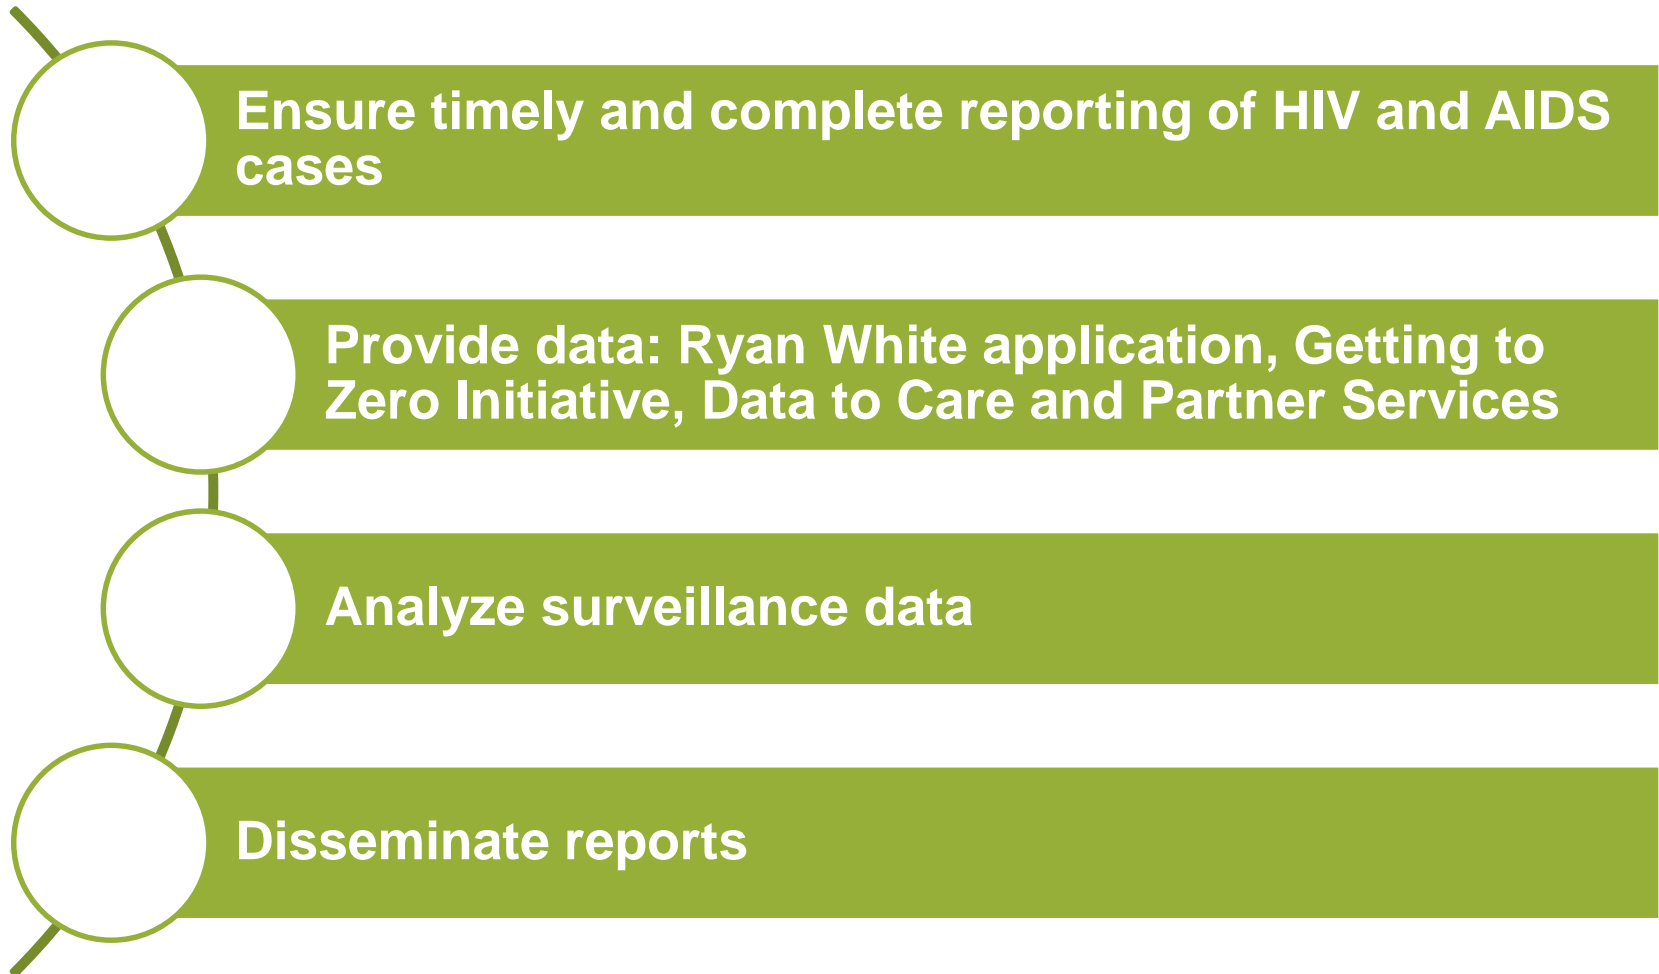 Ensure timely and complete reporting of HIV and AIDS
cases
Provide data: Ryan White application, Getting to
Zero Initiative, Data to Care and Partner Services
Analyze surveillance data
Disseminate reports